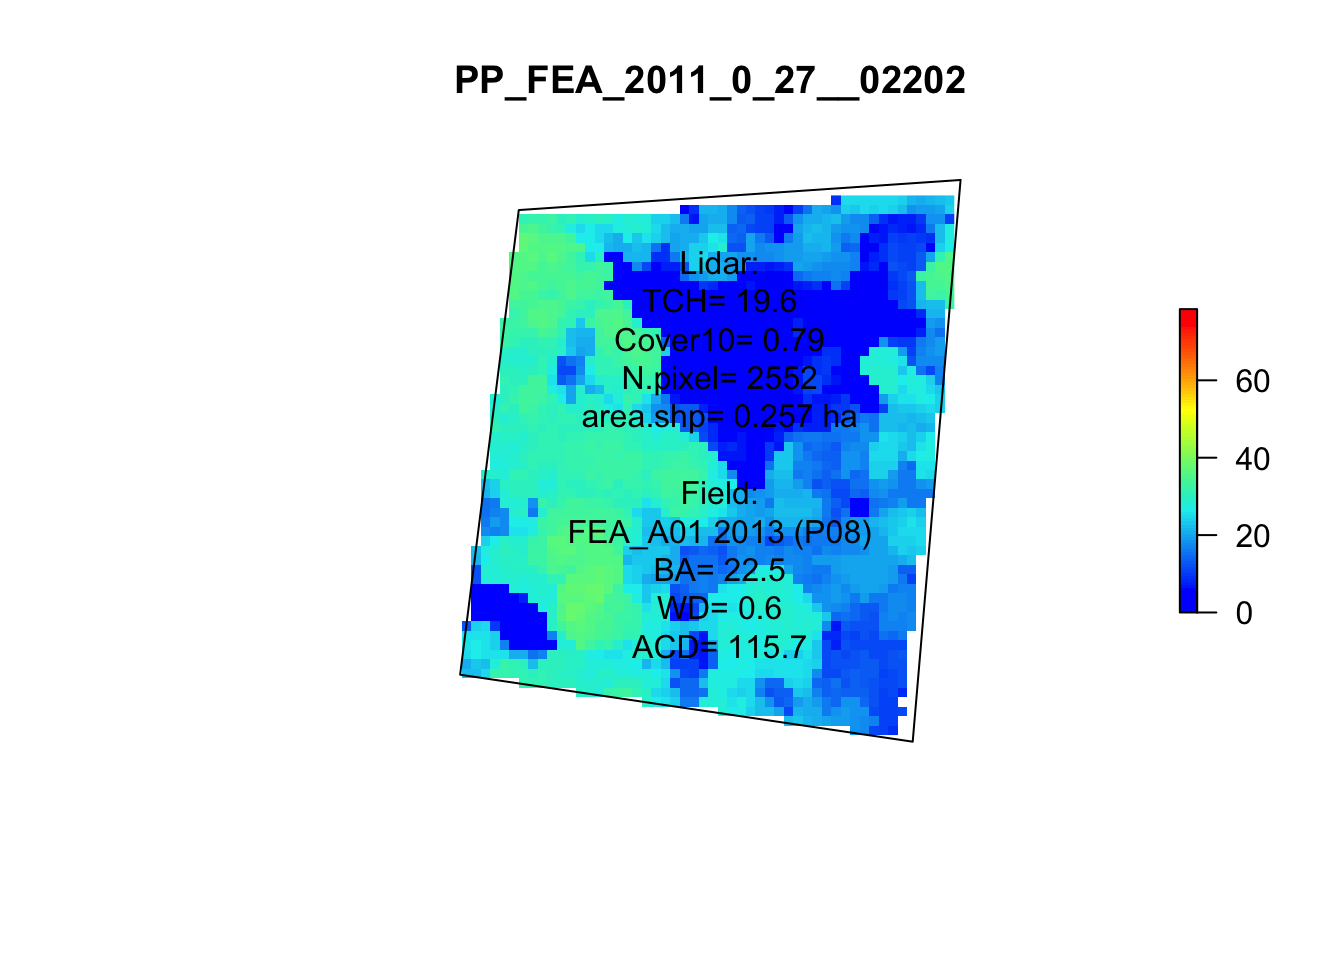 PP_FEA_2011_0_27__02202
Lidar:
TCH= 19.6
Cover10= 0.79
N.pixel= 2552
area.shp= 0.257 ha
Field:
FEA_A01 2013 (P08)
BA= 22.5
WD= 0.6
ACD= 115.7
60
40
20
0